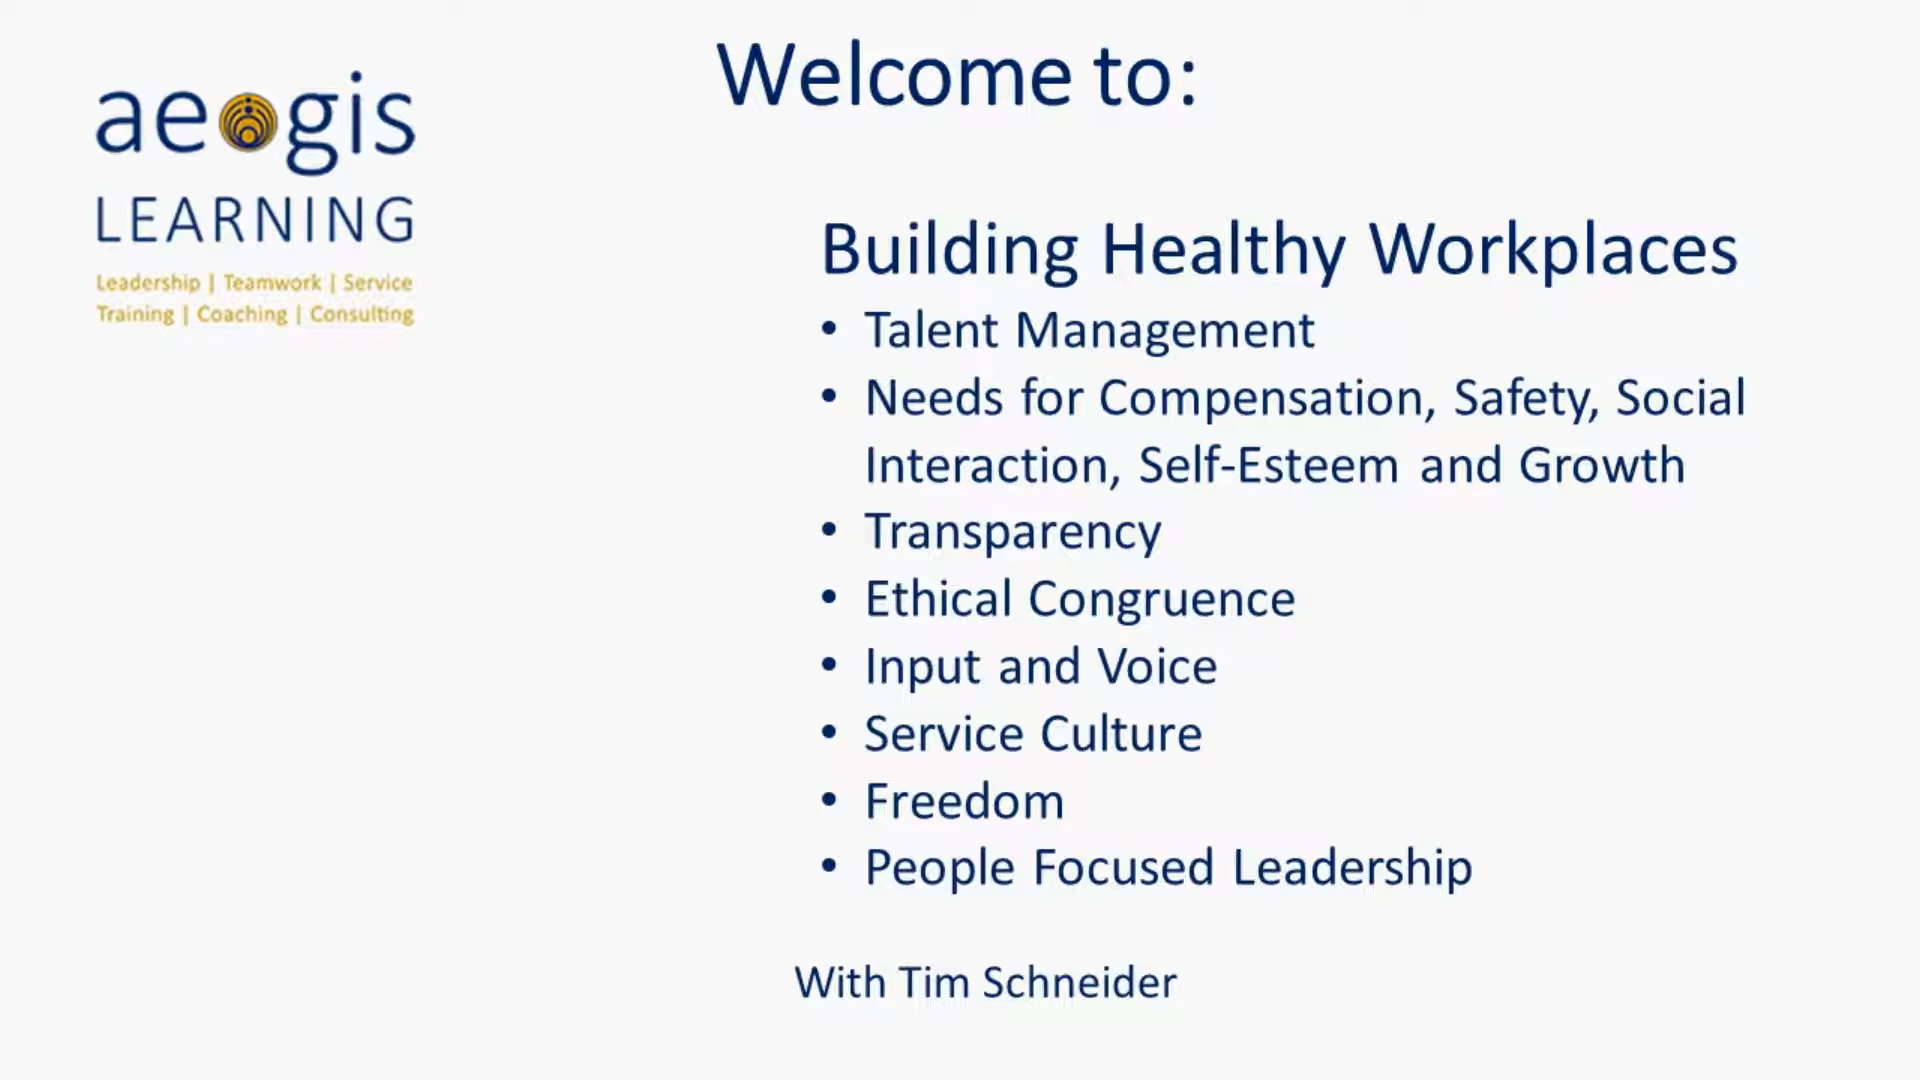 aegis
LEARNING
Leadership | Teamwork | Service
Training | Coaching | Consulting
Welcome to:
Building Healthy Workplaces
• Talent Management
• Needs for Compensation, Safety, Social
Interaction, Self-Esteem and Growth
• Transparency
• Ethical Congruence
• Input and Voice
• Service Culture
• Freedom
• People Focused Leadership
With Tim Schneider